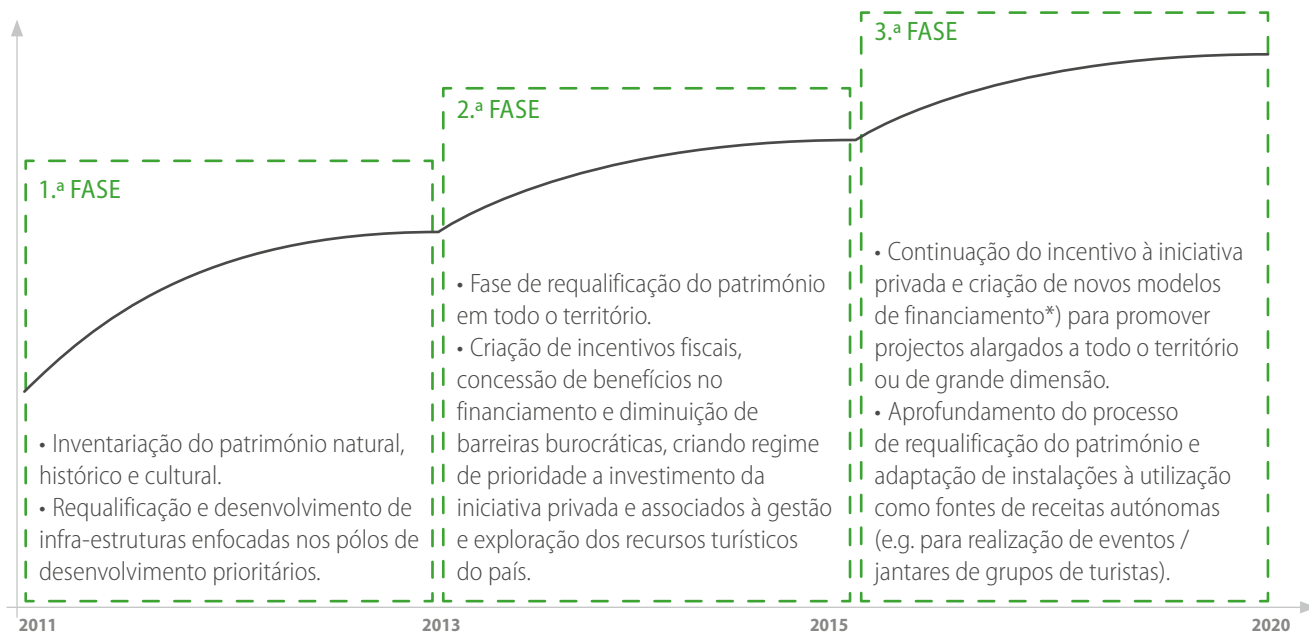 1.ª FASE
• Inventariação do património natural,
histórico e cultural.
• Requalificação e desenvolvimento de
infra-estruturas enfocadas nos pólos de
desenvolvimento prioritários.
2.ª FASE
• Fase de requalificação do património
em todo o território.
• Criação de incentivos fiscais,
concessão de benefícios no
financiamento e diminuição de
barreiras burocráticas, criando regime
de prioridade a investimento da
iniciativa privada e associados à gestão
e exploração dos recursos turísticos
do país.
3.ª FASE
• Continuação do incentivo à iniciativa
privada e criação de novos modelos
de financiamento*) para promover
projectos alargados a todo o território
ou de grande dimensão.
• Aprofundamento do processo
de requalificação do património e
adaptação de instalações à utilização
como fontes de receitas autónomas
(e.g. para realização de eventos /
jantares de grupos de turistas).
2011
2013
2015
2020